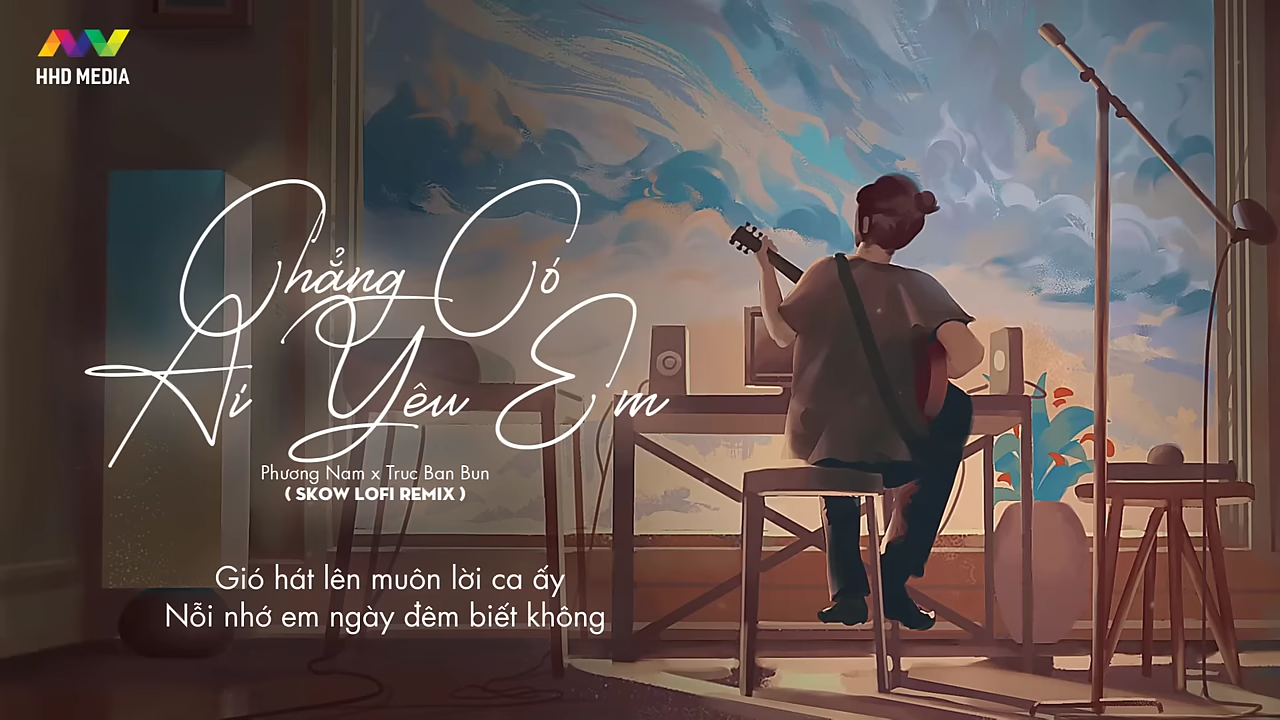 HHD MEDIA
Chẳng Có
Ai Yêu Em
Phương Nam x Truc Ban Bun
( SKOW LOFI REMIX )
Gió hát lên muôn lời ca ấy
Nỗi nhớ em ngày đêm biết không